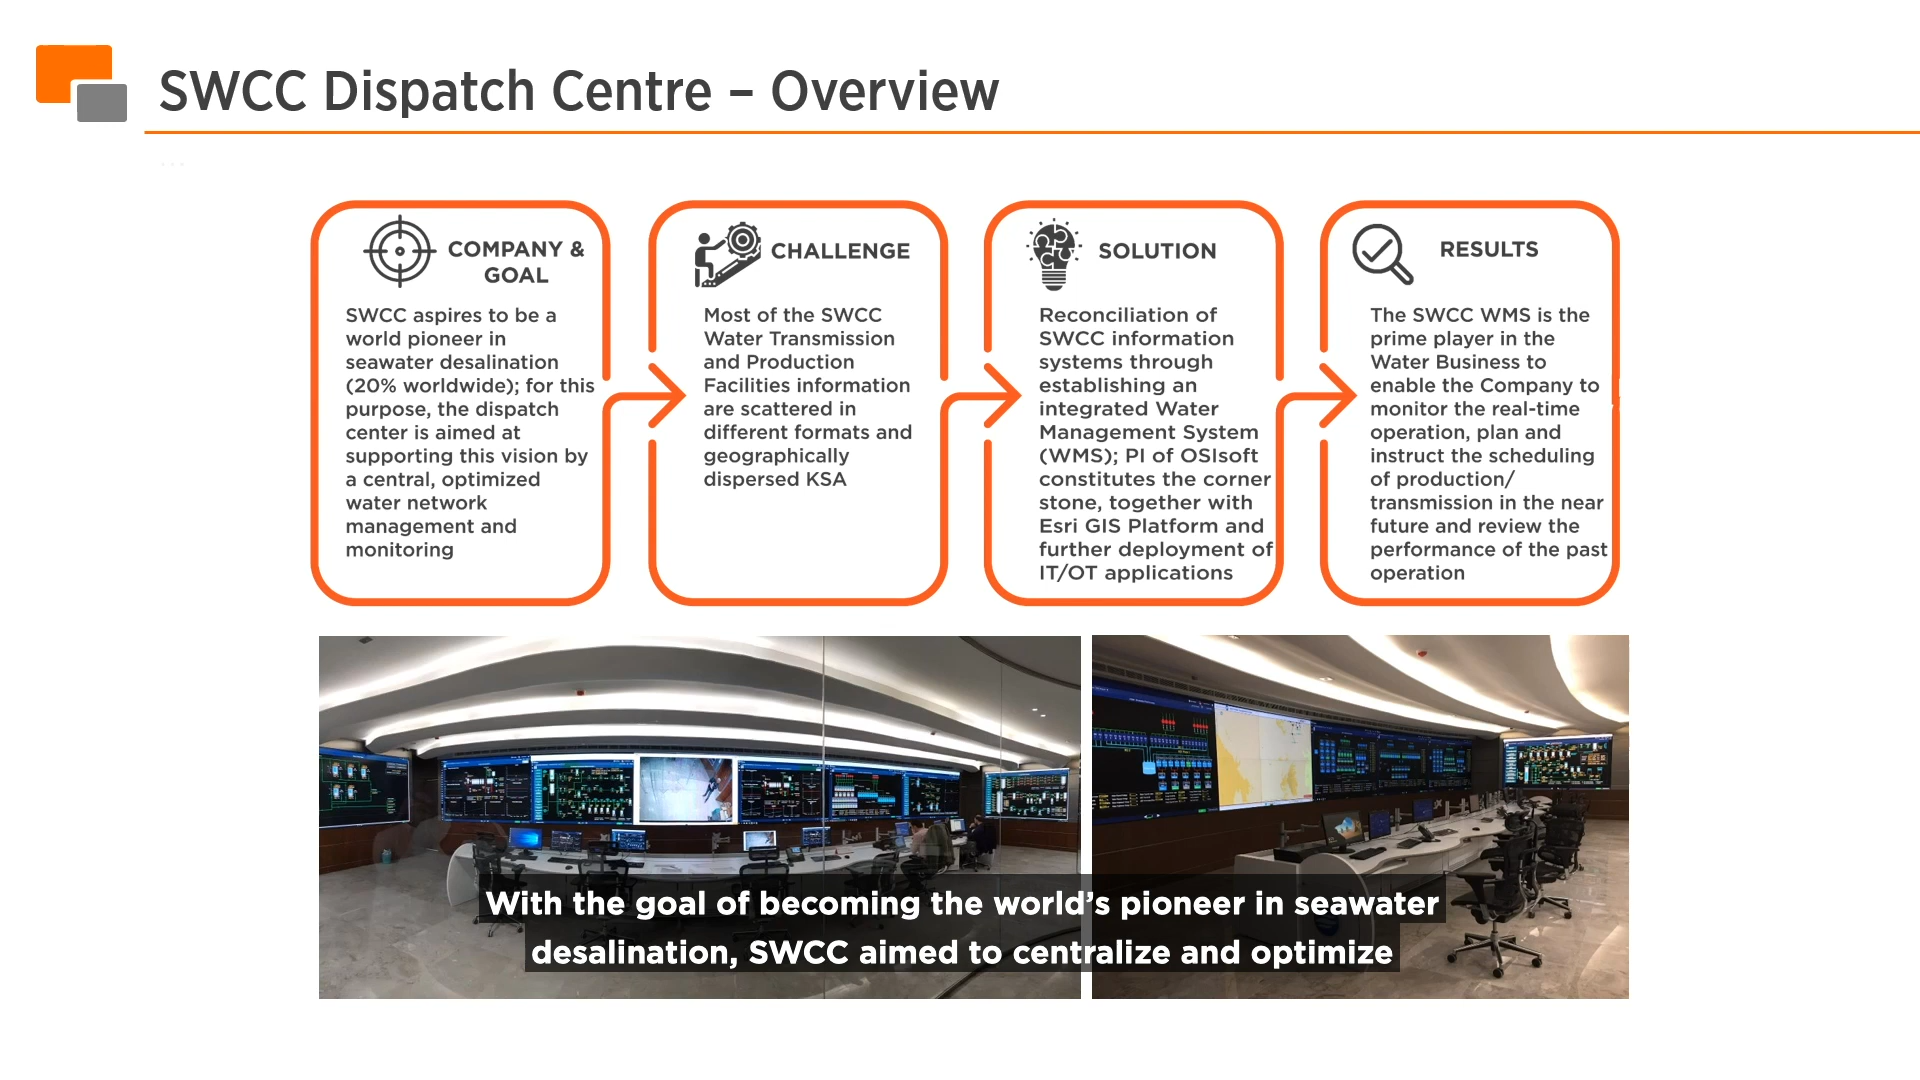 SWCC Dispatch Centre – Overview
...
COMPANY &
GOAL
SWCC aspires to be a
world pioneer in
seawater desalination
(20% worldwide); for this
purpose, the dispatch
center is aimed at
supporting this vision by
a central, optimized
water network
management and
monitoring
CHALLENGE
Most of the SWCC
Water Transmission
and Production
Facilities information
are scattered in
different formats and
geographically
dispersed KSA
SOLUTION
Reconciliation of
SWCC information
systems through
establishing an
integrated Water
Management System
(WMS); PI of OSIsoft
constitutes the corner
stone, together with
Esri GIS Platform and
further deployment of
IT/OT applications
RESULTS
The SWCC WMS is the
prime player in the
Water Business to
enable the Company to
monitor the real-time
operation, plan and
instruct the scheduling
of production/
transmission in the near
future and review the
performance of the past
operation
With the goal of becoming the world's pioneer in seawater
desalination, SWCC aimed to centralize and optimize